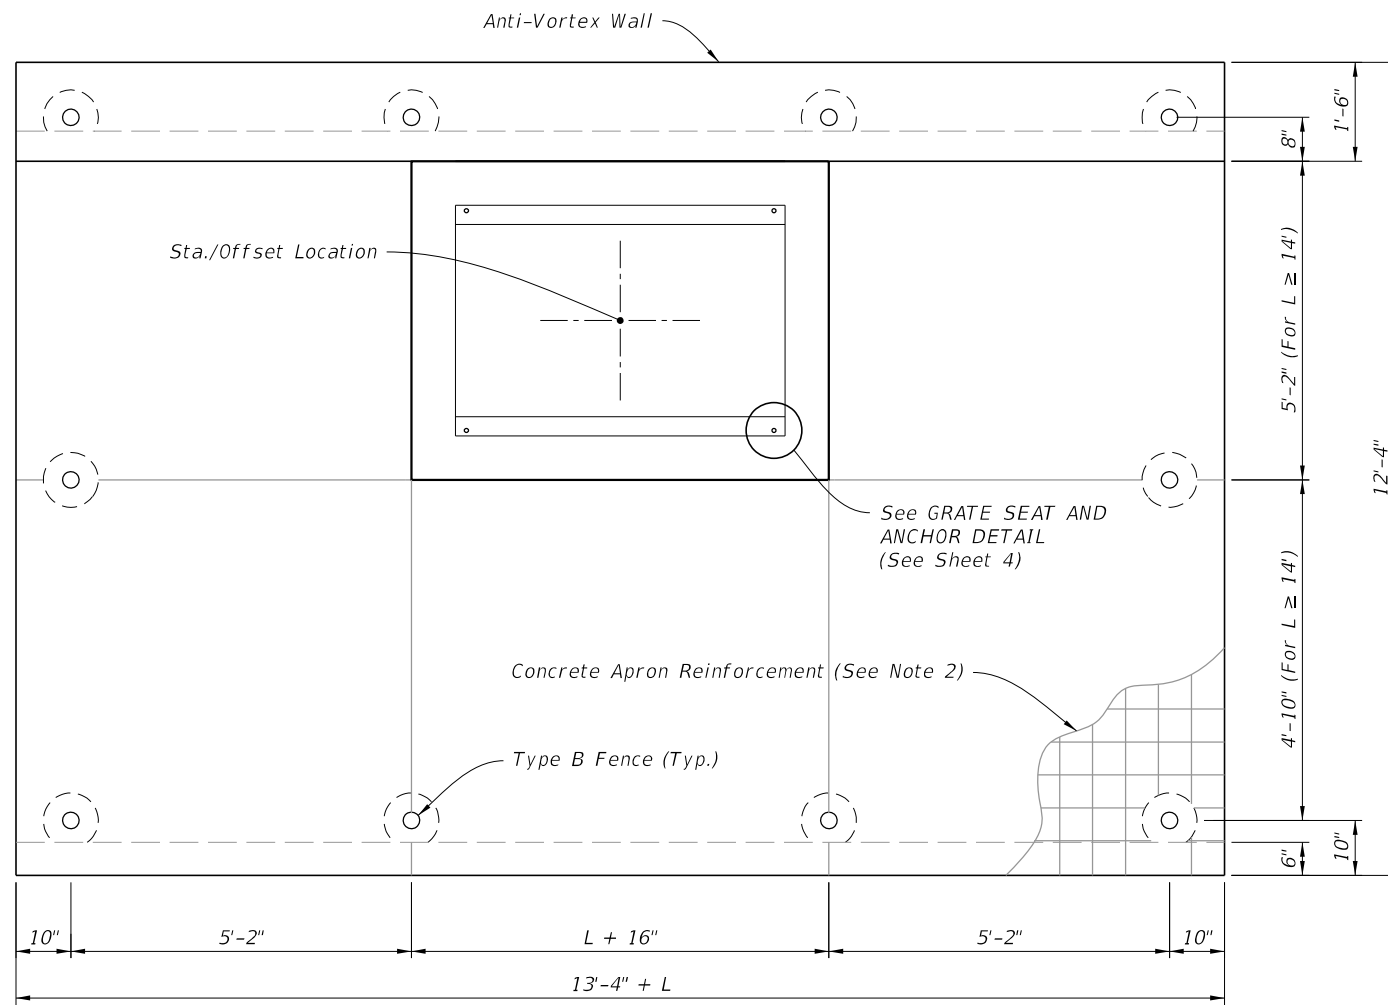 Anti-Vortex Wall
1'-6"
8"
Sta./Offset Location
5'-2" (For L ≥ 14')
12'-4"
See GRATE SEAT AND
ANCHOR DETAIL
(See Sheet 4)
4'-10" (For L ≥ 14')
Concrete Apron Reinforcement (See Note 2)
Type B Fence (Typ.)
6"
10"
10"
5'-2"
L + 16"
5'-2"
10"
13'-4" + L